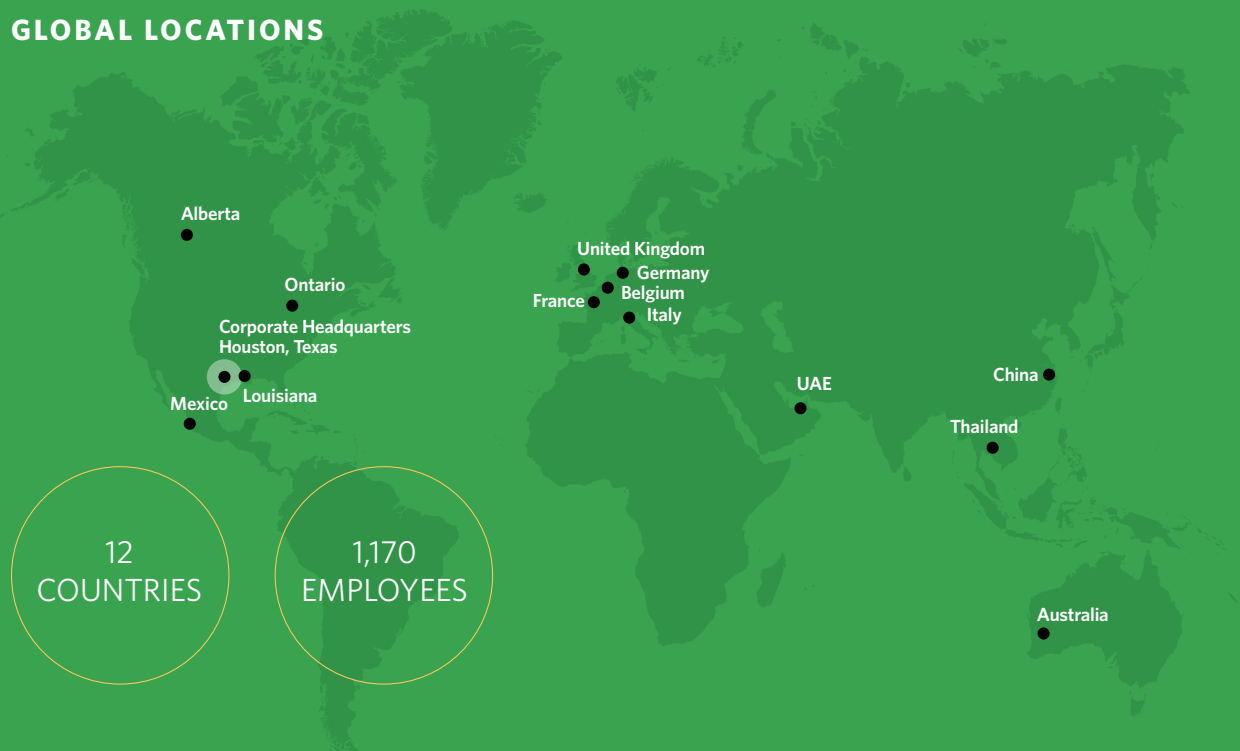 GLOBAL LOCATIONS
Alberta
Ontario
Corporate Headquarters
Houston, Texas
Louisiana
Mexico
United Kingdom
Germany
Belgium
France
Italy
UAE
China
Thailand
Australia
12
COUNTRIES
1,170
EMPLOYEES